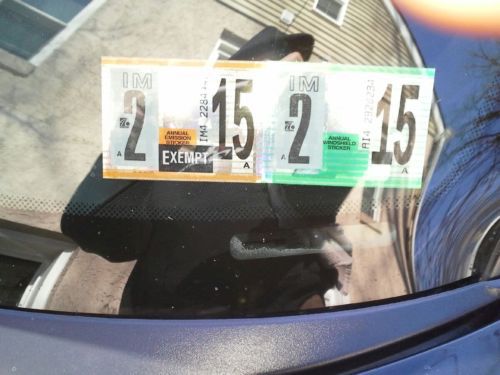 IM
2
15
A
ANNUAL
EMISSION
STICKER
EXEMPT
A
IM
2
15
A
ANNUAL
WINDSHIELD
STICKER
A